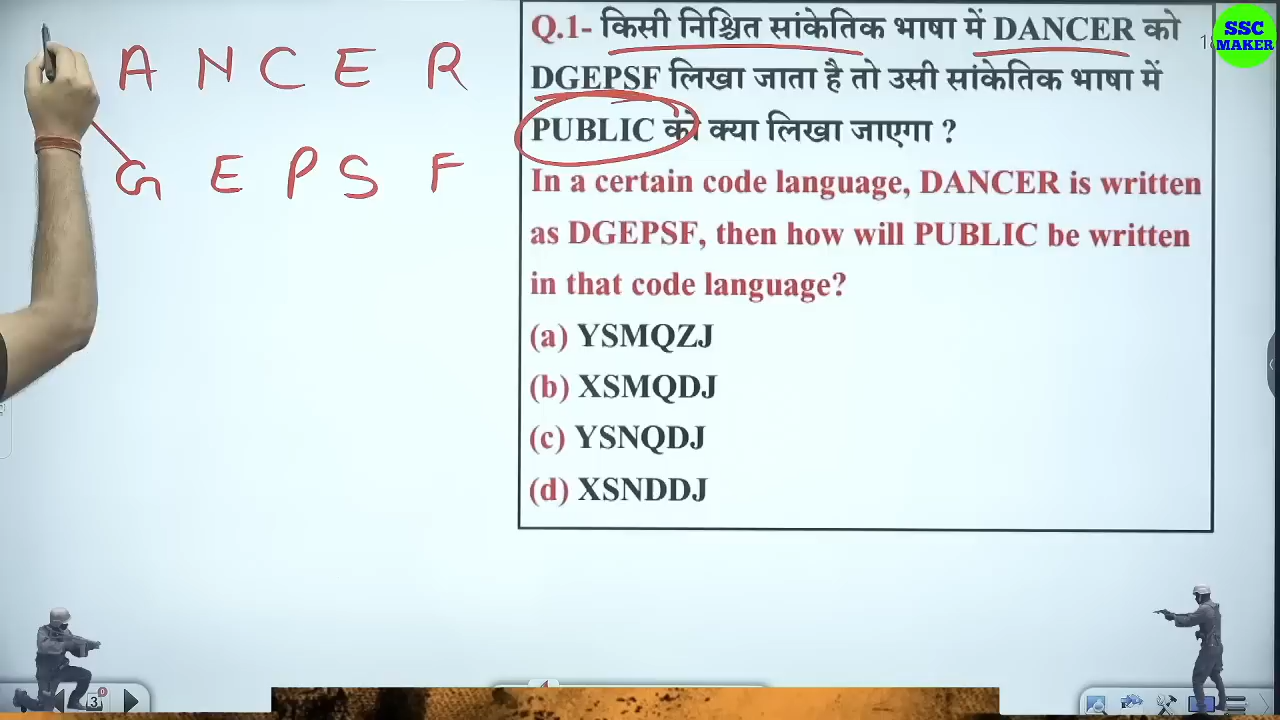 SSC
MAKER
Q.1- किसी निश्चित सांकेतिक भाषा में DANCER को
DGEPSF लिखा जाता है तो उसी सांकेतिक भाषा में
PUBLIC को क्या लिखा जाएगा ?
In a certain code language, DANCER is written
as DGEPSF, then how will PUBLIC be written
in that code language?
(a) YSMQZJ
(b) XSMQDJ
(c) YSNQDJ
(d) XSNDDJ
A N C E R
G E P S F
3